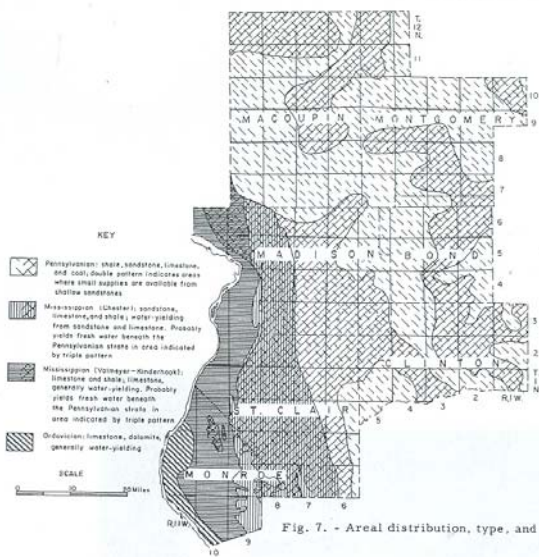 T.
12
N.
11
10
MACOUPIN MONTGOMERY
9
8
7
6
MADISON BOND
5
4
3
CLINTON
2
T.
1
N.
R.1W.
2
3
4
5
ST. CLAIR
MONROE
6
7
8
9
10
R.11W.
KEY
Pennsylvanian: shale, sandstone, limestone,
and coal; double pattern indicates areas
where small supplies are available from
shallow sandstones
Mississippian (Chester): sandstone,
limestone, and shale; water-yielding
from sandstone and limestone. Probably
yields fresh water beneath the
Pennsylvanian strata in area indicated
by triple pattern
Mississippian (Valmeyer-Kinderhook):
limestone and shale; limestone,
generally water-yielding. Probably
yields fresh water beneath
the Pennsylvanian strata in
area indicated by triple pattern
Ordovician: limestone, dolomite,
generally water-yielding
SCALE
0 10 20 Miles
Fig. 7. - Areal distribution, type, and